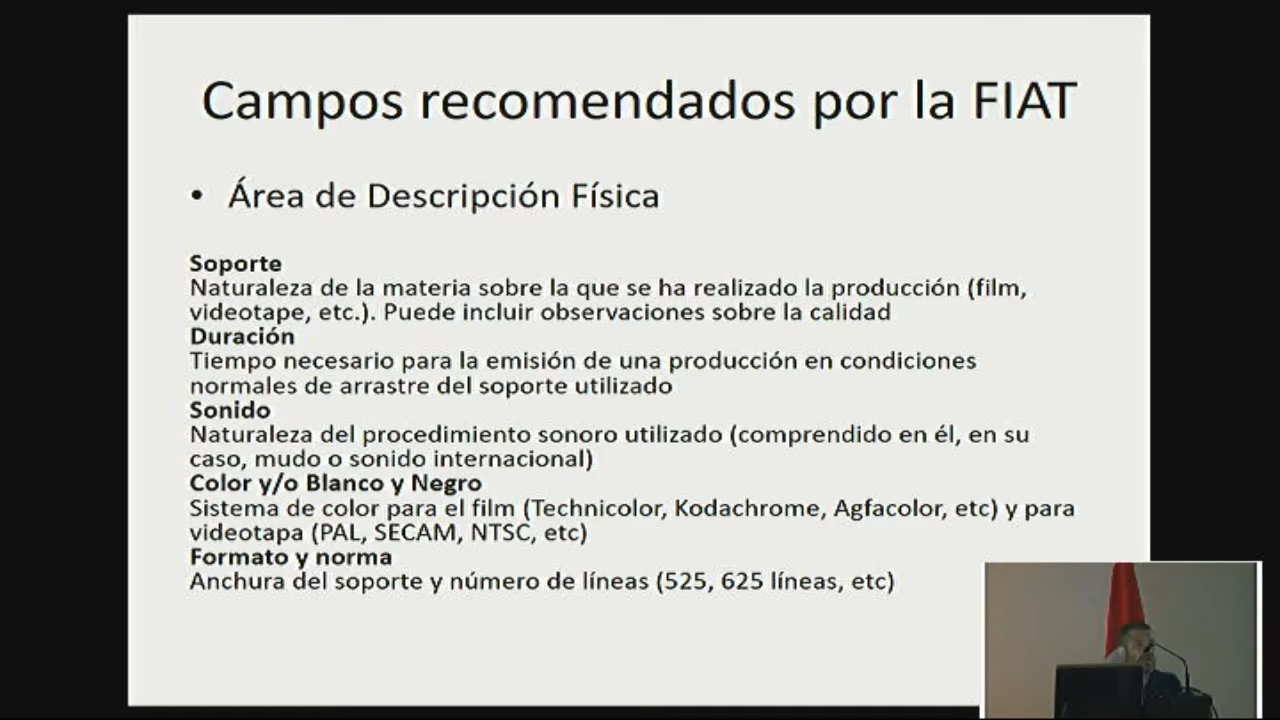 Campos recomendados por la FIAT
• Área de Descripción Física
Soporte
Naturaleza de la materia sobre la que se ha realizado la producción (film,
videotape, etc.). Puede incluir observaciones sobre la calidad
Duración
Tiempo necesario para la emisión de una producción en condiciones
normales de arrastre del soporte utilizado
Sonido
Naturaleza del procedimiento sonoro utilizado (comprendido en él, en su
caso, mudo o sonido internacional)
Color y/o Blanco y Negro
Sistema de color para el film (Technicolor, Kodachrome, Agfacolor, etc) y para
videotapa (PAL, SECAM, NTSC, etc)
Formato y norma
Anchura del soporte y número de líneas (525, 625 líneas, etc)